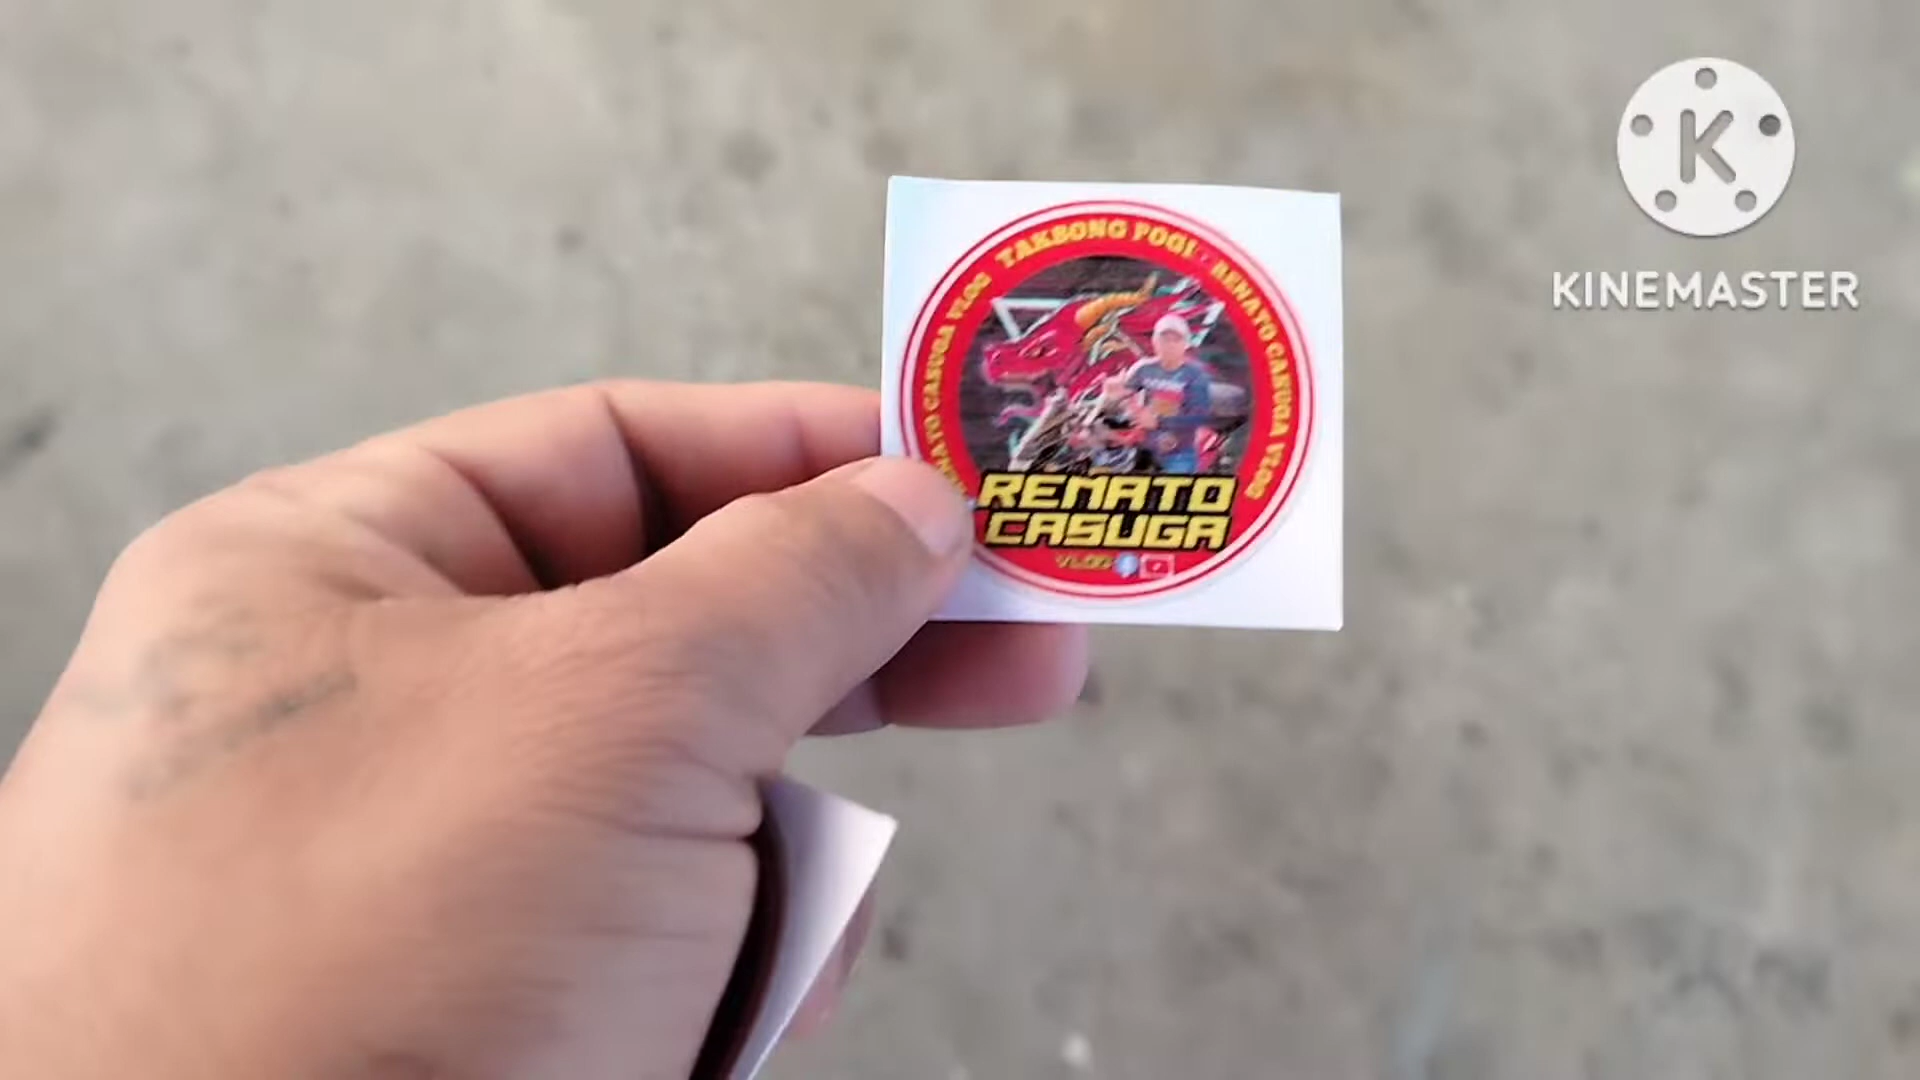 TAKBONG POGI • RENATO CASUGA VLOG
RENATO CASUGA VLOG
RENATO
CASUGA
VLOG
K
KINEMASTER